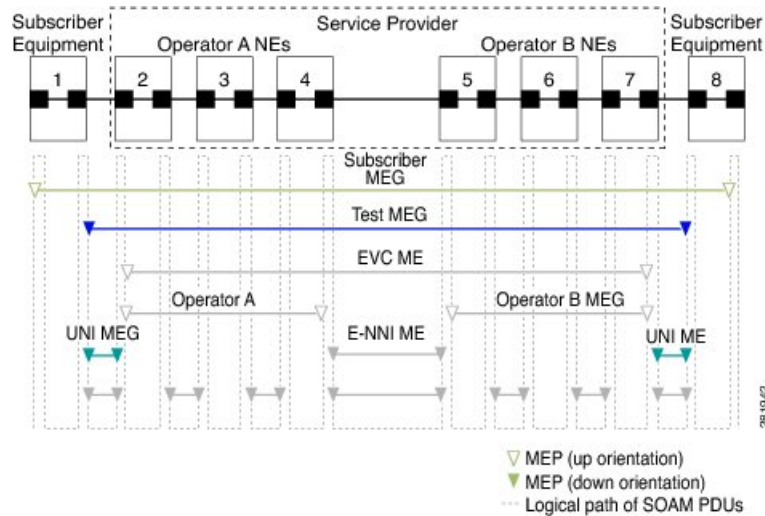 Subscriber Equipment
Service Provider
Subscriber Equipment
Operator A NEs
Operator B NEs
1 2 3 4 5 6 7 8
Subscriber MEG
Test MEG
EVC ME
Operator A
Operator B MEG
UNI MEG
E-NNI ME
UNI ME
MEP (up orientation)
MEP (down orientation)
Logical path of SOAM PDUs